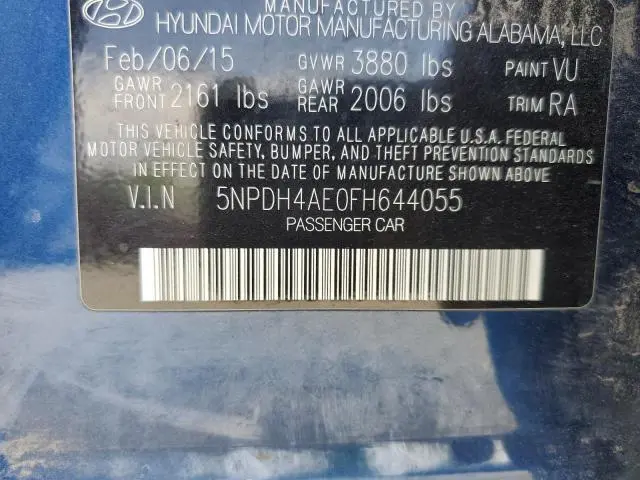 MANUFACTURED BY
HYUNDAI MOTOR MANUFACTURING ALABAMA, LLC
Feb/06/15 GVWR 3880 lbs PAINT VU
GAWR FRONT 2161 lbs GAWR REAR 2006 lbs TRIM RA
THIS VEHICLE CONFORMS TO ALL APPLICABLE U.S.A. FEDERAL
MOTOR VEHICLE SAFETY, BUMPER, AND THEFT PREVENTION STANDARDS
IN EFFECT ON THE DATE OF MANUFACTURE SHOWN ABOVE.
V.I.N 5NPDH4AE0FH644055
PASSENGER CAR